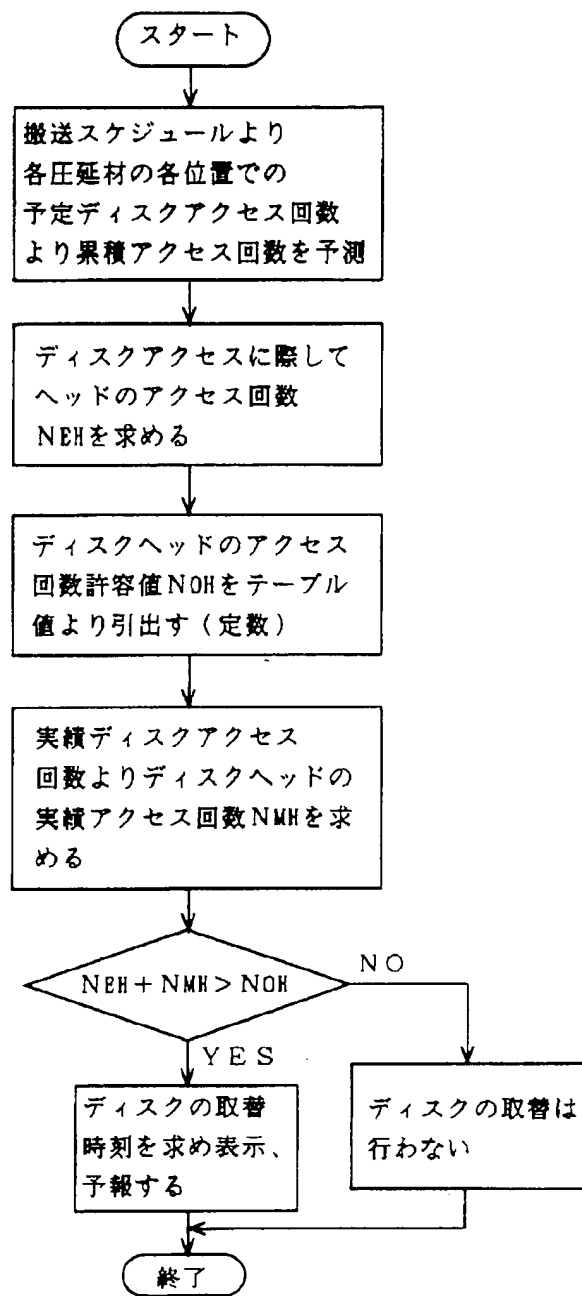 スタート
搬送スケジュールより
各圧延材の各位置での
予定ディスクアクセス回数
より累積アクセス回数を予測
ディスクアクセスに際して
ヘッドのアクセス回数
NEHを求める
ディスクヘッドのアクセス
回数許容値NOHをテーブル
値より引出す(定数)
実績ディスクアクセス
回数よりディスクヘッドの
実績アクセス回数NMHを求
める
NEH+NMH>NOH
NO
YES
ディスクの取替
時刻を求め表示、
予報する
ディスクの取替は
行わない
終了